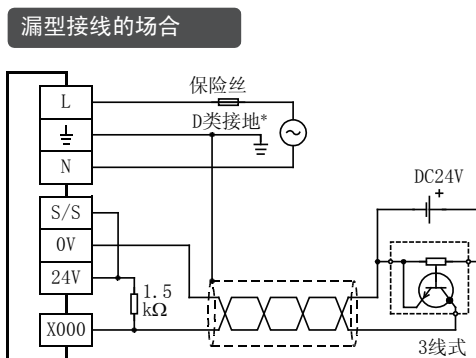 漏型接线的场合
L
保险丝
D类接地*
N
S/S
0V
24V
X000
1.5
kΩ
DC24V
+
3线式